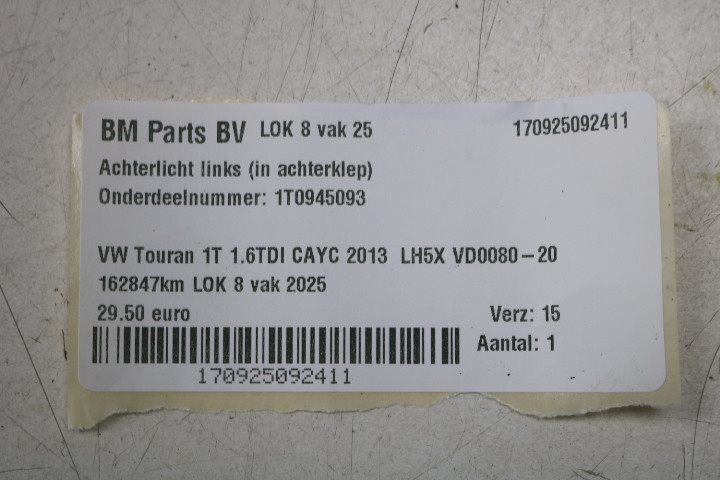 BM Parts BV LOK 8 vak 25 170925092411
Achterlicht links (in achterklep)
Onderdeelnummer: 1T0945093
VW Touran 1T 1.6TDI CAYC 2013 LH5X VD0080-20
162847km LOK 8 vak 2025
29.50 euro Verz: 15
Aantal: 1
170925092411